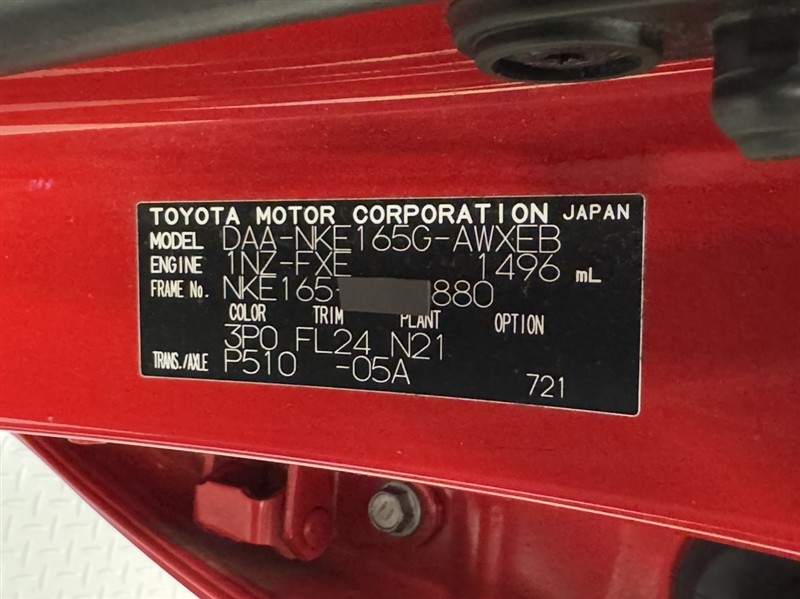 TOYOTA MOTOR CORPORATION JAPAN
MODEL DAA-NKE165G-AWXEB
ENGINE 1NZ-FXE 1496 mL
FRAME No. NKE165- 880
COLOR TRIM PLANT OPTION
3P0 FL24 N21
TRANS./AXLE P510 -05A
721